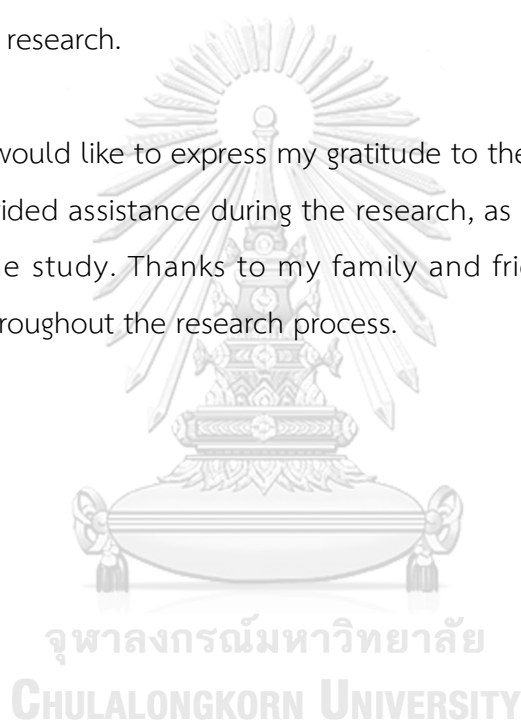 research.
would like to express my gratitude to the
ided assistance during the research, as
e study. Thanks to my family and frie
roughout the research process.
จุฬาลงกรณ์มหาวิทยาลัย
CHULALONGKORN UNIVERSITY